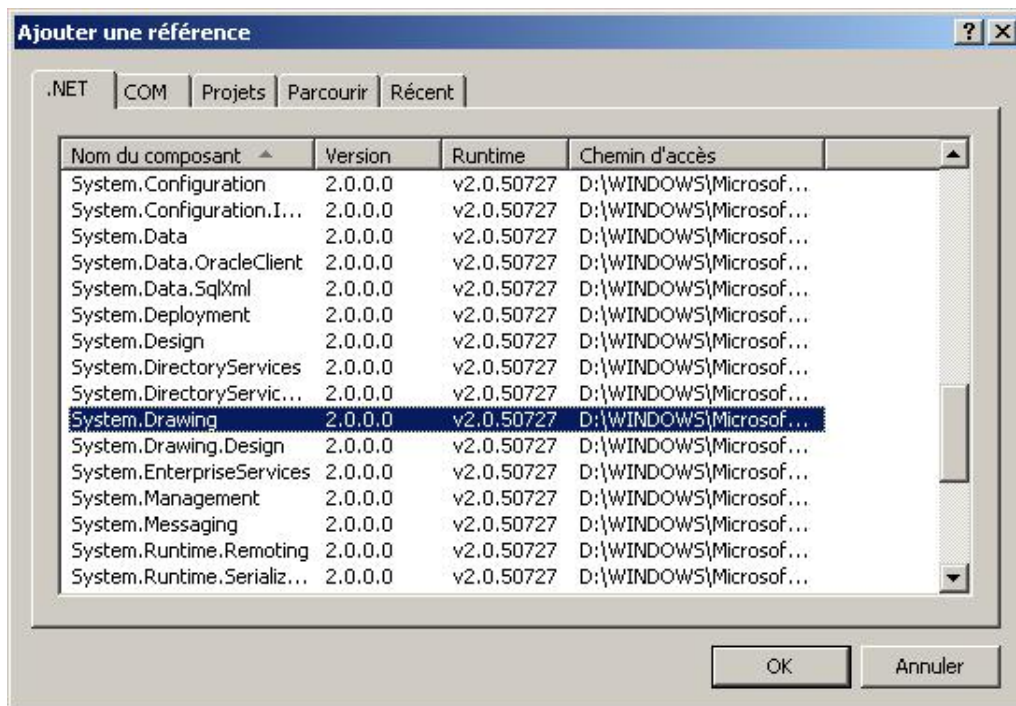 Ajouter une référence
.NET COM Projets Parcourir Récent
Nom du composant Version Runtime Chemin d'accès
System.Configuration 2.0.0.0 v2.0.50727 D:\WINDOWS\Microsof...
System.Configuration.I... 2.0.0.0 v2.0.50727 D:\WINDOWS\Microsof...
System.Data 2.0.0.0 v2.0.50727 D:\WINDOWS\Microsof...
System.Data.OracleClient 2.0.0.0 v2.0.50727 D:\WINDOWS\Microsof...
System.Data.SqlXml 2.0.0.0 v2.0.50727 D:\WINDOWS\Microsof...
System.Deployment 2.0.0.0 v2.0.50727 D:\WINDOWS\Microsof...
System.Design 2.0.0.0 v2.0.50727 D:\WINDOWS\Microsof...
System.DirectoryServices 2.0.0.0 v2.0.50727 D:\WINDOWS\Microsof...
System.DirectoryServic... 2.0.0.0 v2.0.50727 D:\WINDOWS\Microsof...
System.Drawing 2.0.0.0 v2.0.50727 D:\WINDOWS\Microsof...
System.Drawing.Design 2.0.0.0 v2.0.50727 D:\WINDOWS\Microsof...
System.EnterpriseServices 2.0.0.0 v2.0.50727 D:\WINDOWS\Microsof...
System.Management 2.0.0.0 v2.0.50727 D:\WINDOWS\Microsof...
System.Messaging 2.0.0.0 v2.0.50727 D:\WINDOWS\Microsof...
System.Runtime.Remoting 2.0.0.0 v2.0.50727 D:\WINDOWS\Microsof...
System.Runtime.Serializ... 2.0.0.0 v2.0.50727 D:\WINDOWS\Microsof...
OK Annuler